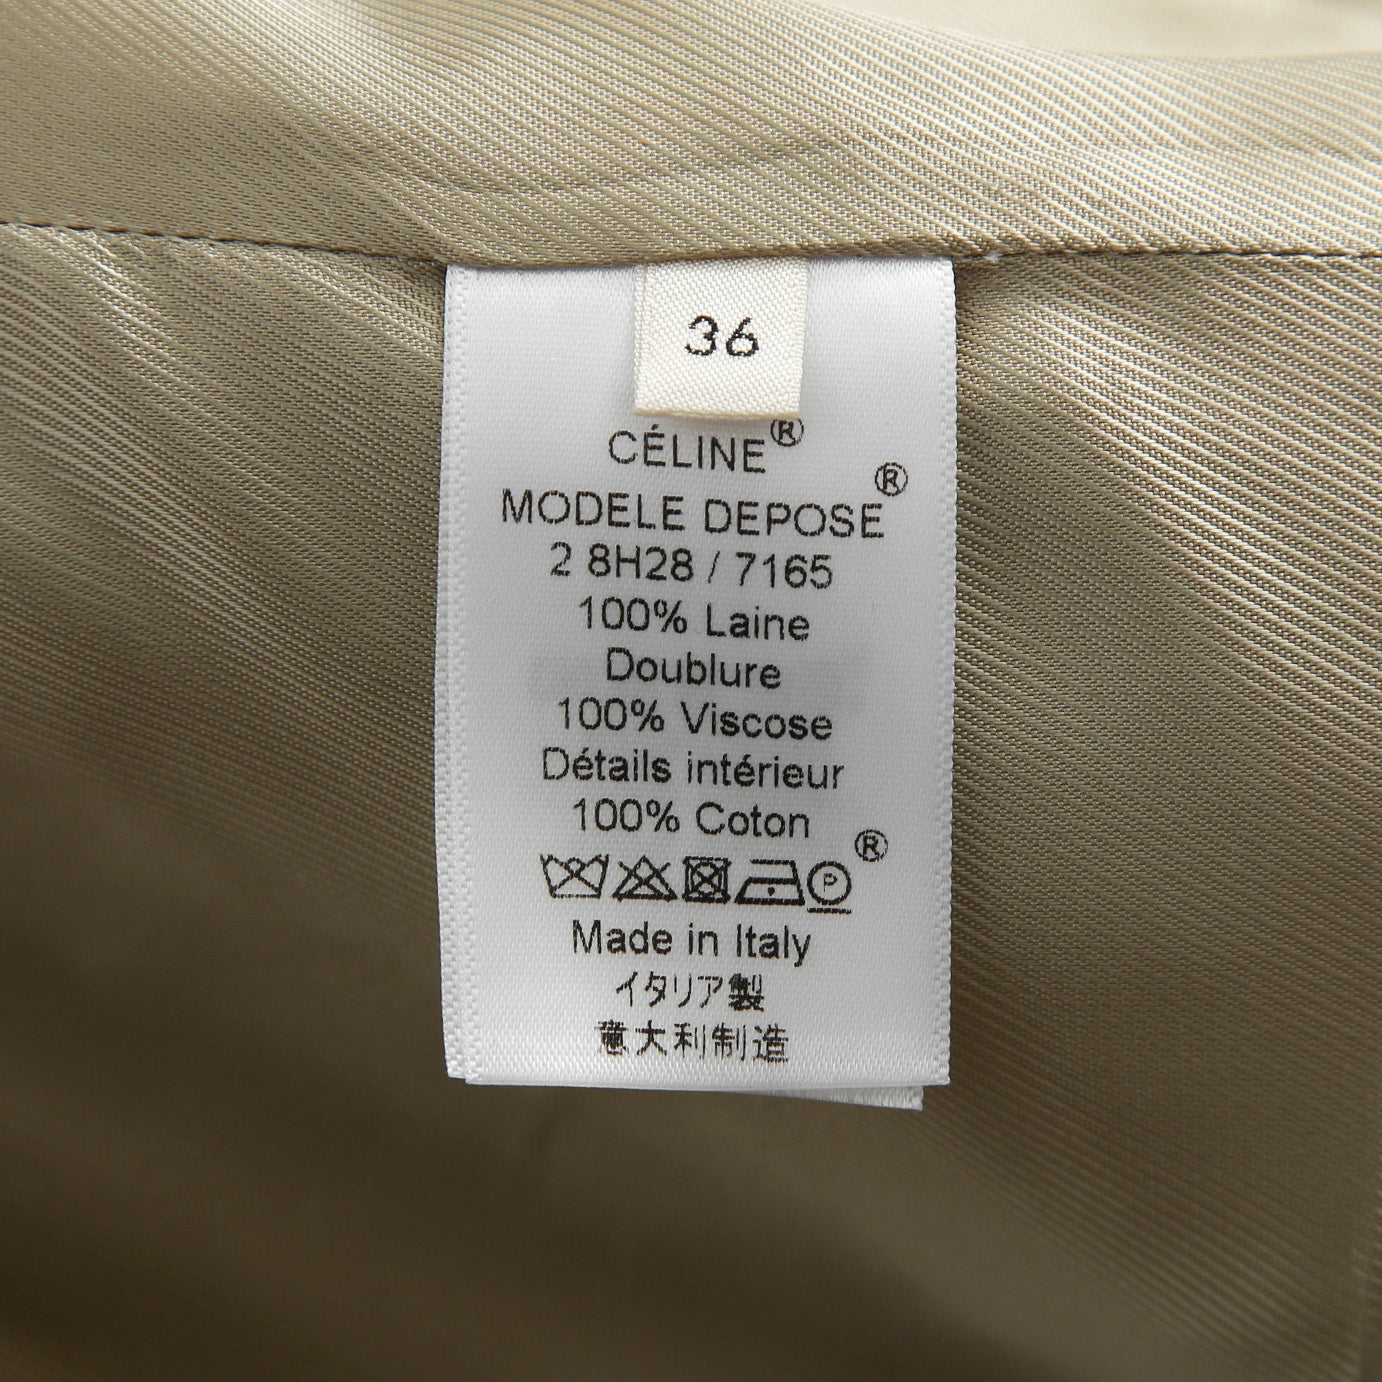 36
CÉLINE®
MODELE DEPOSE®
2 8H28 / 7165
100% Laine
Doublure
100% Viscose
Détails intérieur
100% Coton
P ®
Made in Italy
イタリア製
意大利制造